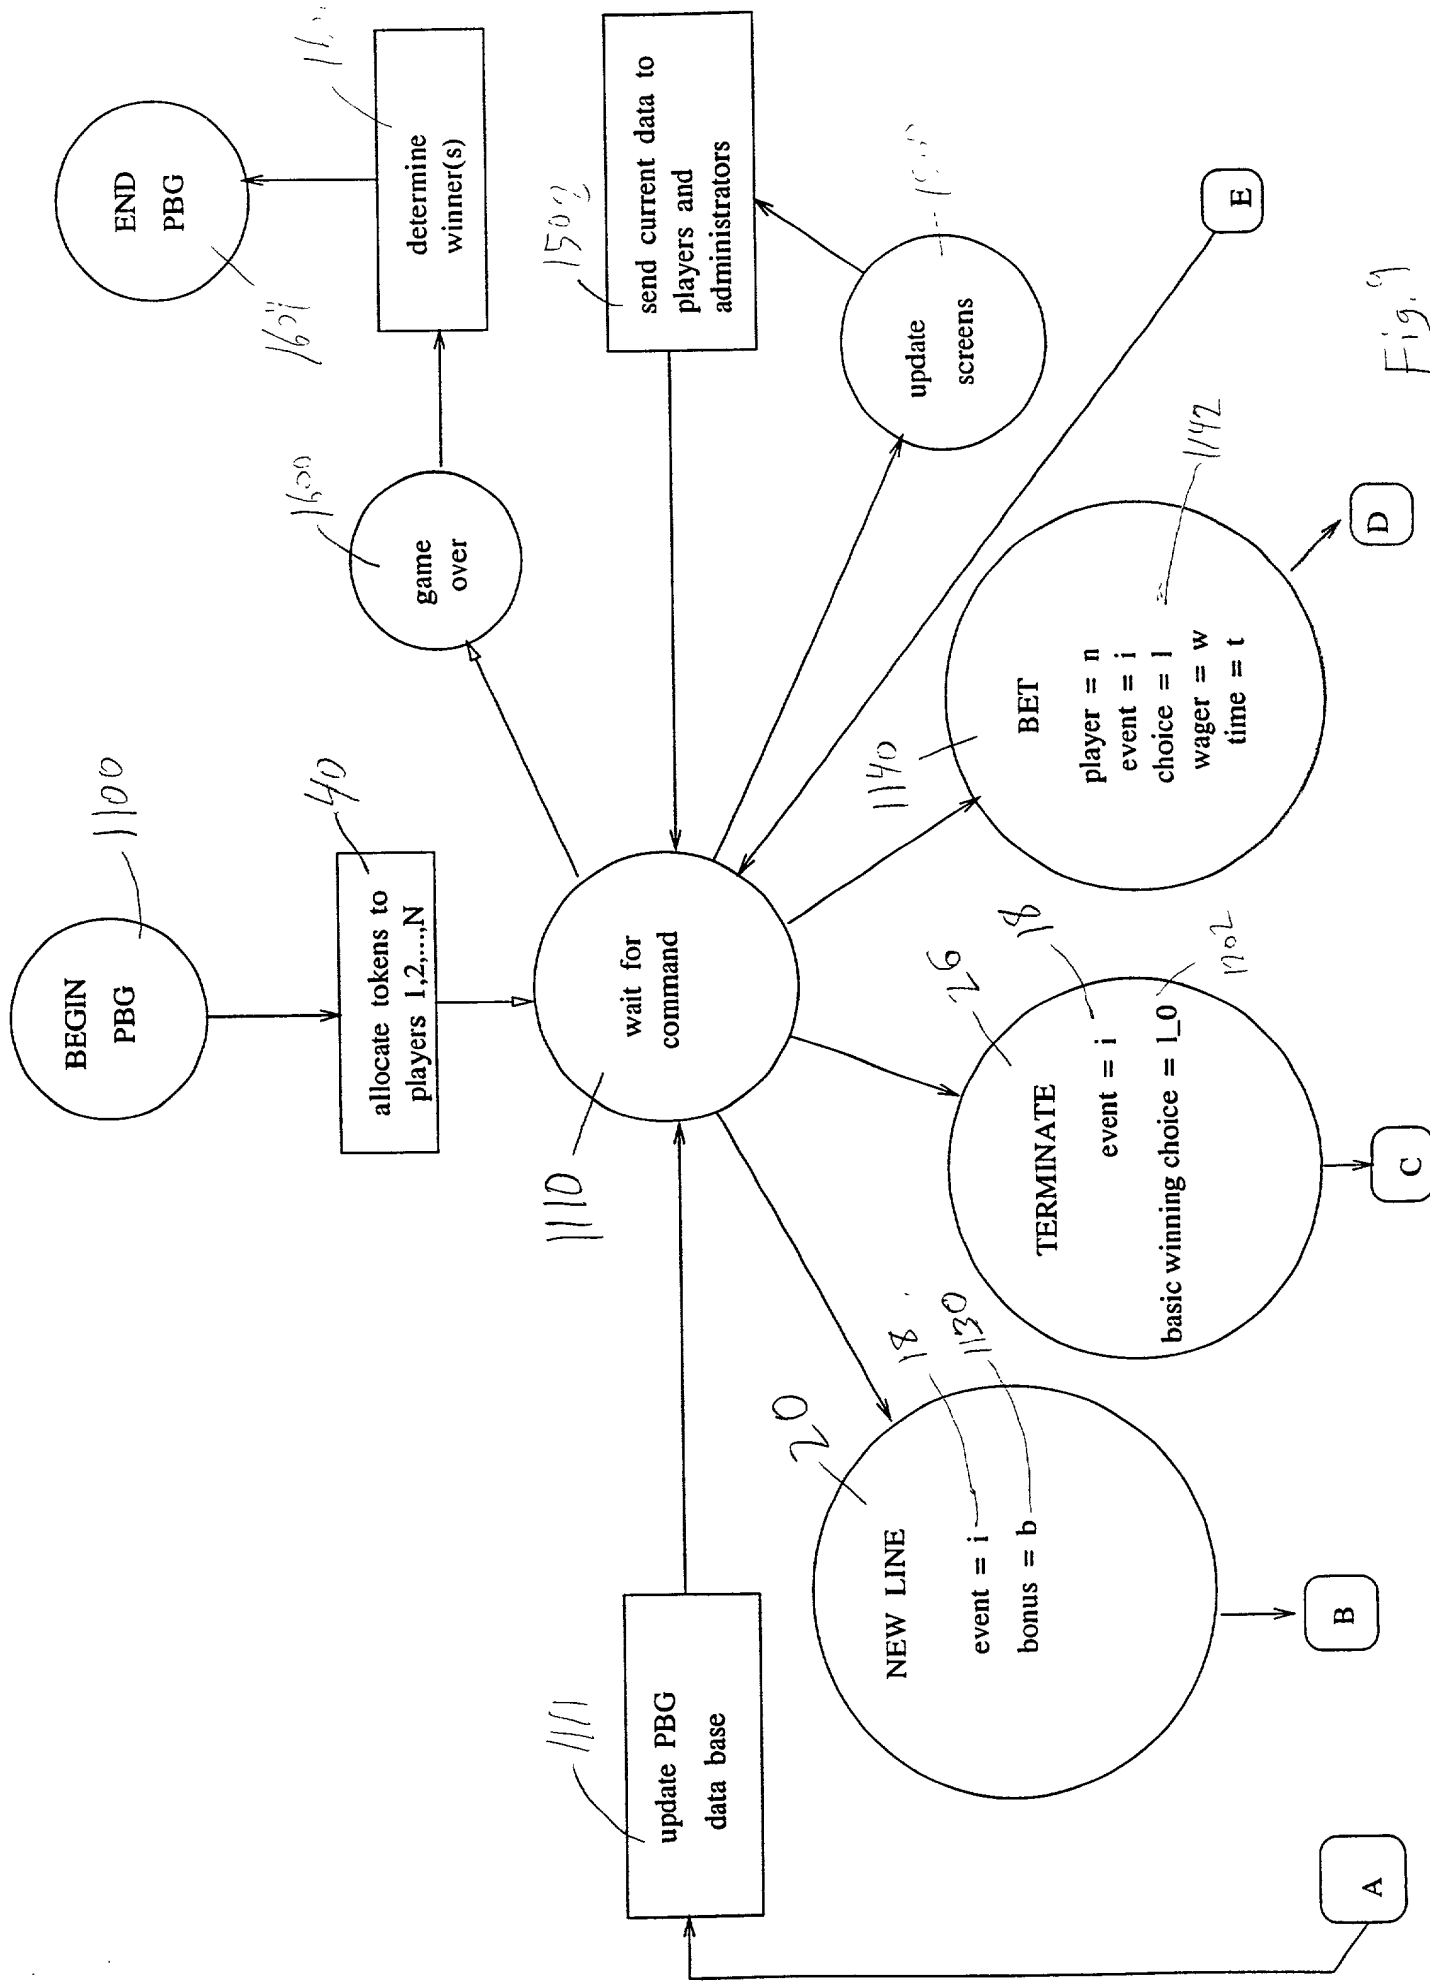 BEGIN
PBG
1100
allocate tokens to
players 1,2,...,N
40
END
PBG
1604
determine
winner(s)
game
over
1600
wait for
command
1110
update PBG
data base
1111
send current data to
players and
administrators
1502
update
screens
NEW LINE
event = i
bonus = b
20
18
1130
TERMINATE
event = i
basic winning choice = l_0
26
18
1202
BET
player = n
event = i
choice = l
wager = w
time = t
1140
1142
A
B
C
D
E
Fig. 9